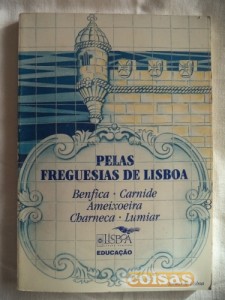 PELAS
FREGUESIAS DE LISBOA
Benfica · Carnide
Ameixoeira
Charneca · Lumiar
LISBOA
EDUCAÇÃO
coisas